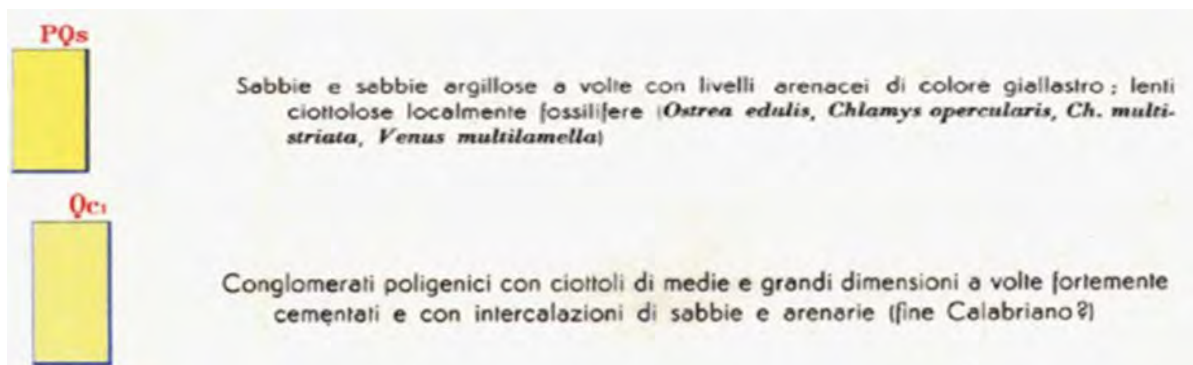 PQs
Sabbie e sabbie argillose a volte con livelli arenacei di colore giallastro; lenti
ciottolose localmente fossilifere (Ostrea edulis, Chlamys opercularis, Ch. multi-
striata, Venus multilamella)
Qc1
Conglomerati poligenici con ciottoli di medie e grandi dimensioni a volte fortemente
cementati e con intercalazioni di sabbie e arenarie (fine Calabriano?)